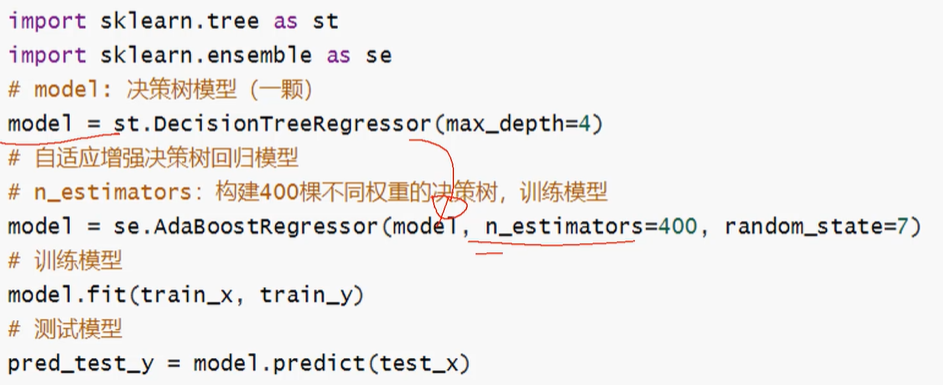 import sklearn.tree as st
import sklearn.ensemble as se
# model: 决策树模型（一颗）
model = st.DecisionTreeRegressor(max_depth=4)
# 自适应增强决策树回归模型
# n_estimators：构建400棵不同权重的决策树，训练模型
model = se.AdaBoostRegressor(model, n_estimators=400, random_state=7)
# 训练模型
model.fit(train_x, train_y)
# 测试模型
pred_test_y = model.predict(test_x)